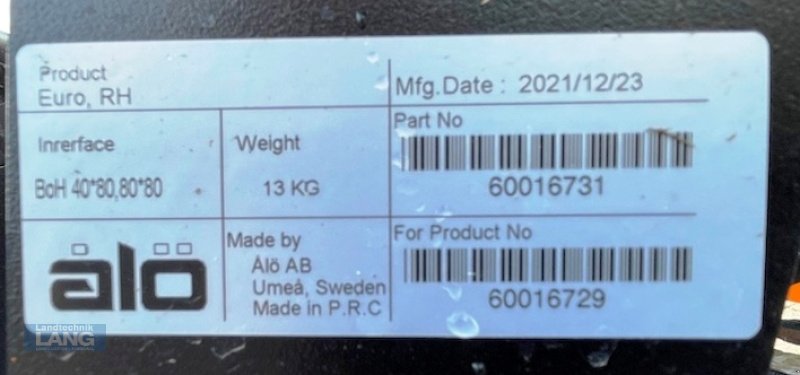 Product
Euro, RH
Mfg.Date : 2021/12/23
Inrerface
BoH 40*80,80*80
Weight
13 KG
Part No
60016731
ålö
Made by
Ålö AB
Umeå, Sweden
Made in P.R.C
For Product No
60016729
Landtechnik
LANG